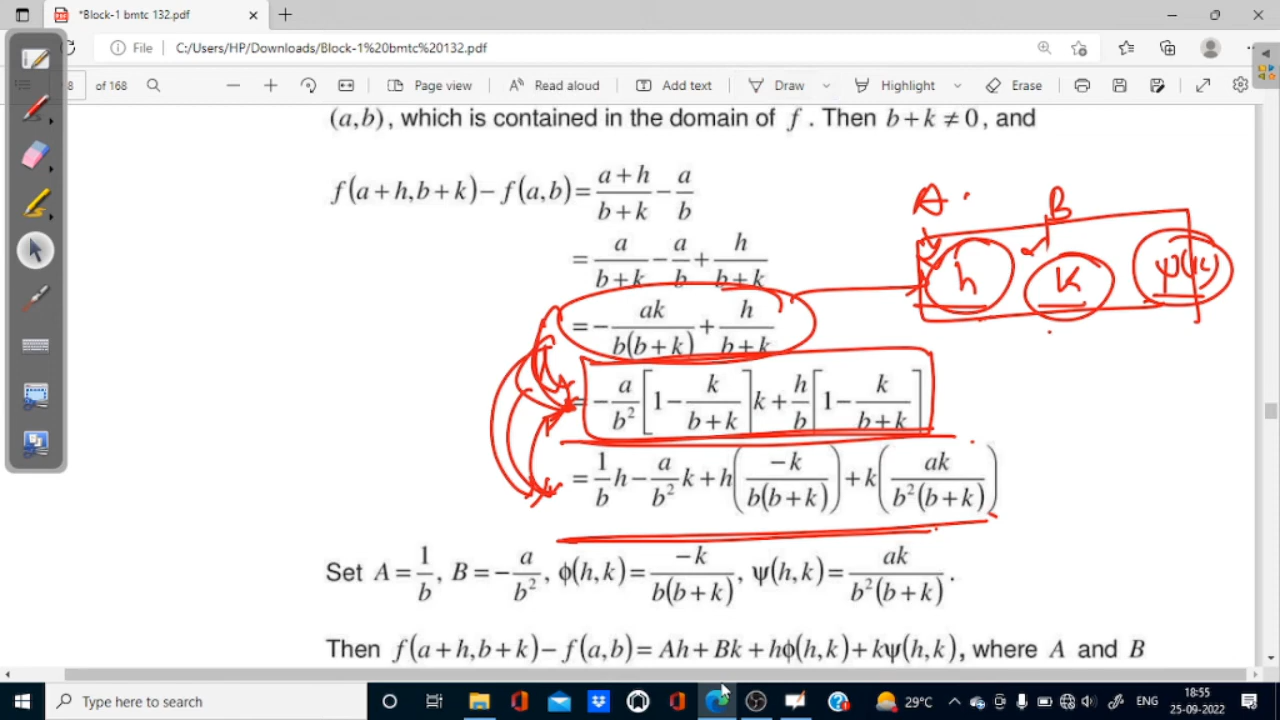 *Block-1 bmtc 132.pdf
File C:/Users/HP/Downloads/Block-1%20bmtc%20132.pdf
8 of 168 Page view Read aloud Add text Draw Highlight Erase
(a,b), which is contained in the domain of f. Then b+k ≠ 0, and
f(a+h,b+k) − f(a,b) = (a+h)/(b+k) − a/b
= a/(b+k) − a/b + h/(b+k)
= − ak/(b(b+k)) + h/(b+k)
= − a/b² [1 − k/(b+k)] k + h/b [1 − k/(b+k)]
= 1/b h − a/b² k + h(−k/(b(b+k))) + k(ak/(b²(b+k)))
A B
h K ψ(
Set A = 1/b, B = − a/b², ϕ(h,k) = −k/(b(b+k)), ψ(h,k) = ak/(b²(b+k)).
Then f(a+h,b+k) − f(a,b) = Ah + Bk + hϕ(h,k) + kψ(h,k), where A and B
Type here to search
29°C ENG 18:55
25-09-2022